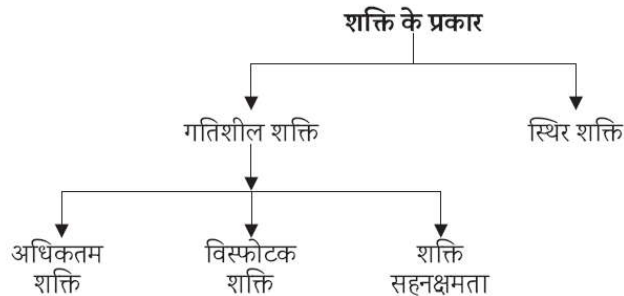 शक्ति के प्रकार
गतिशील शक्ति
स्थिर शक्ति
अधिकतम
शक्ति
विस्फोटक
शक्ति
शक्ति
सहनक्षमता